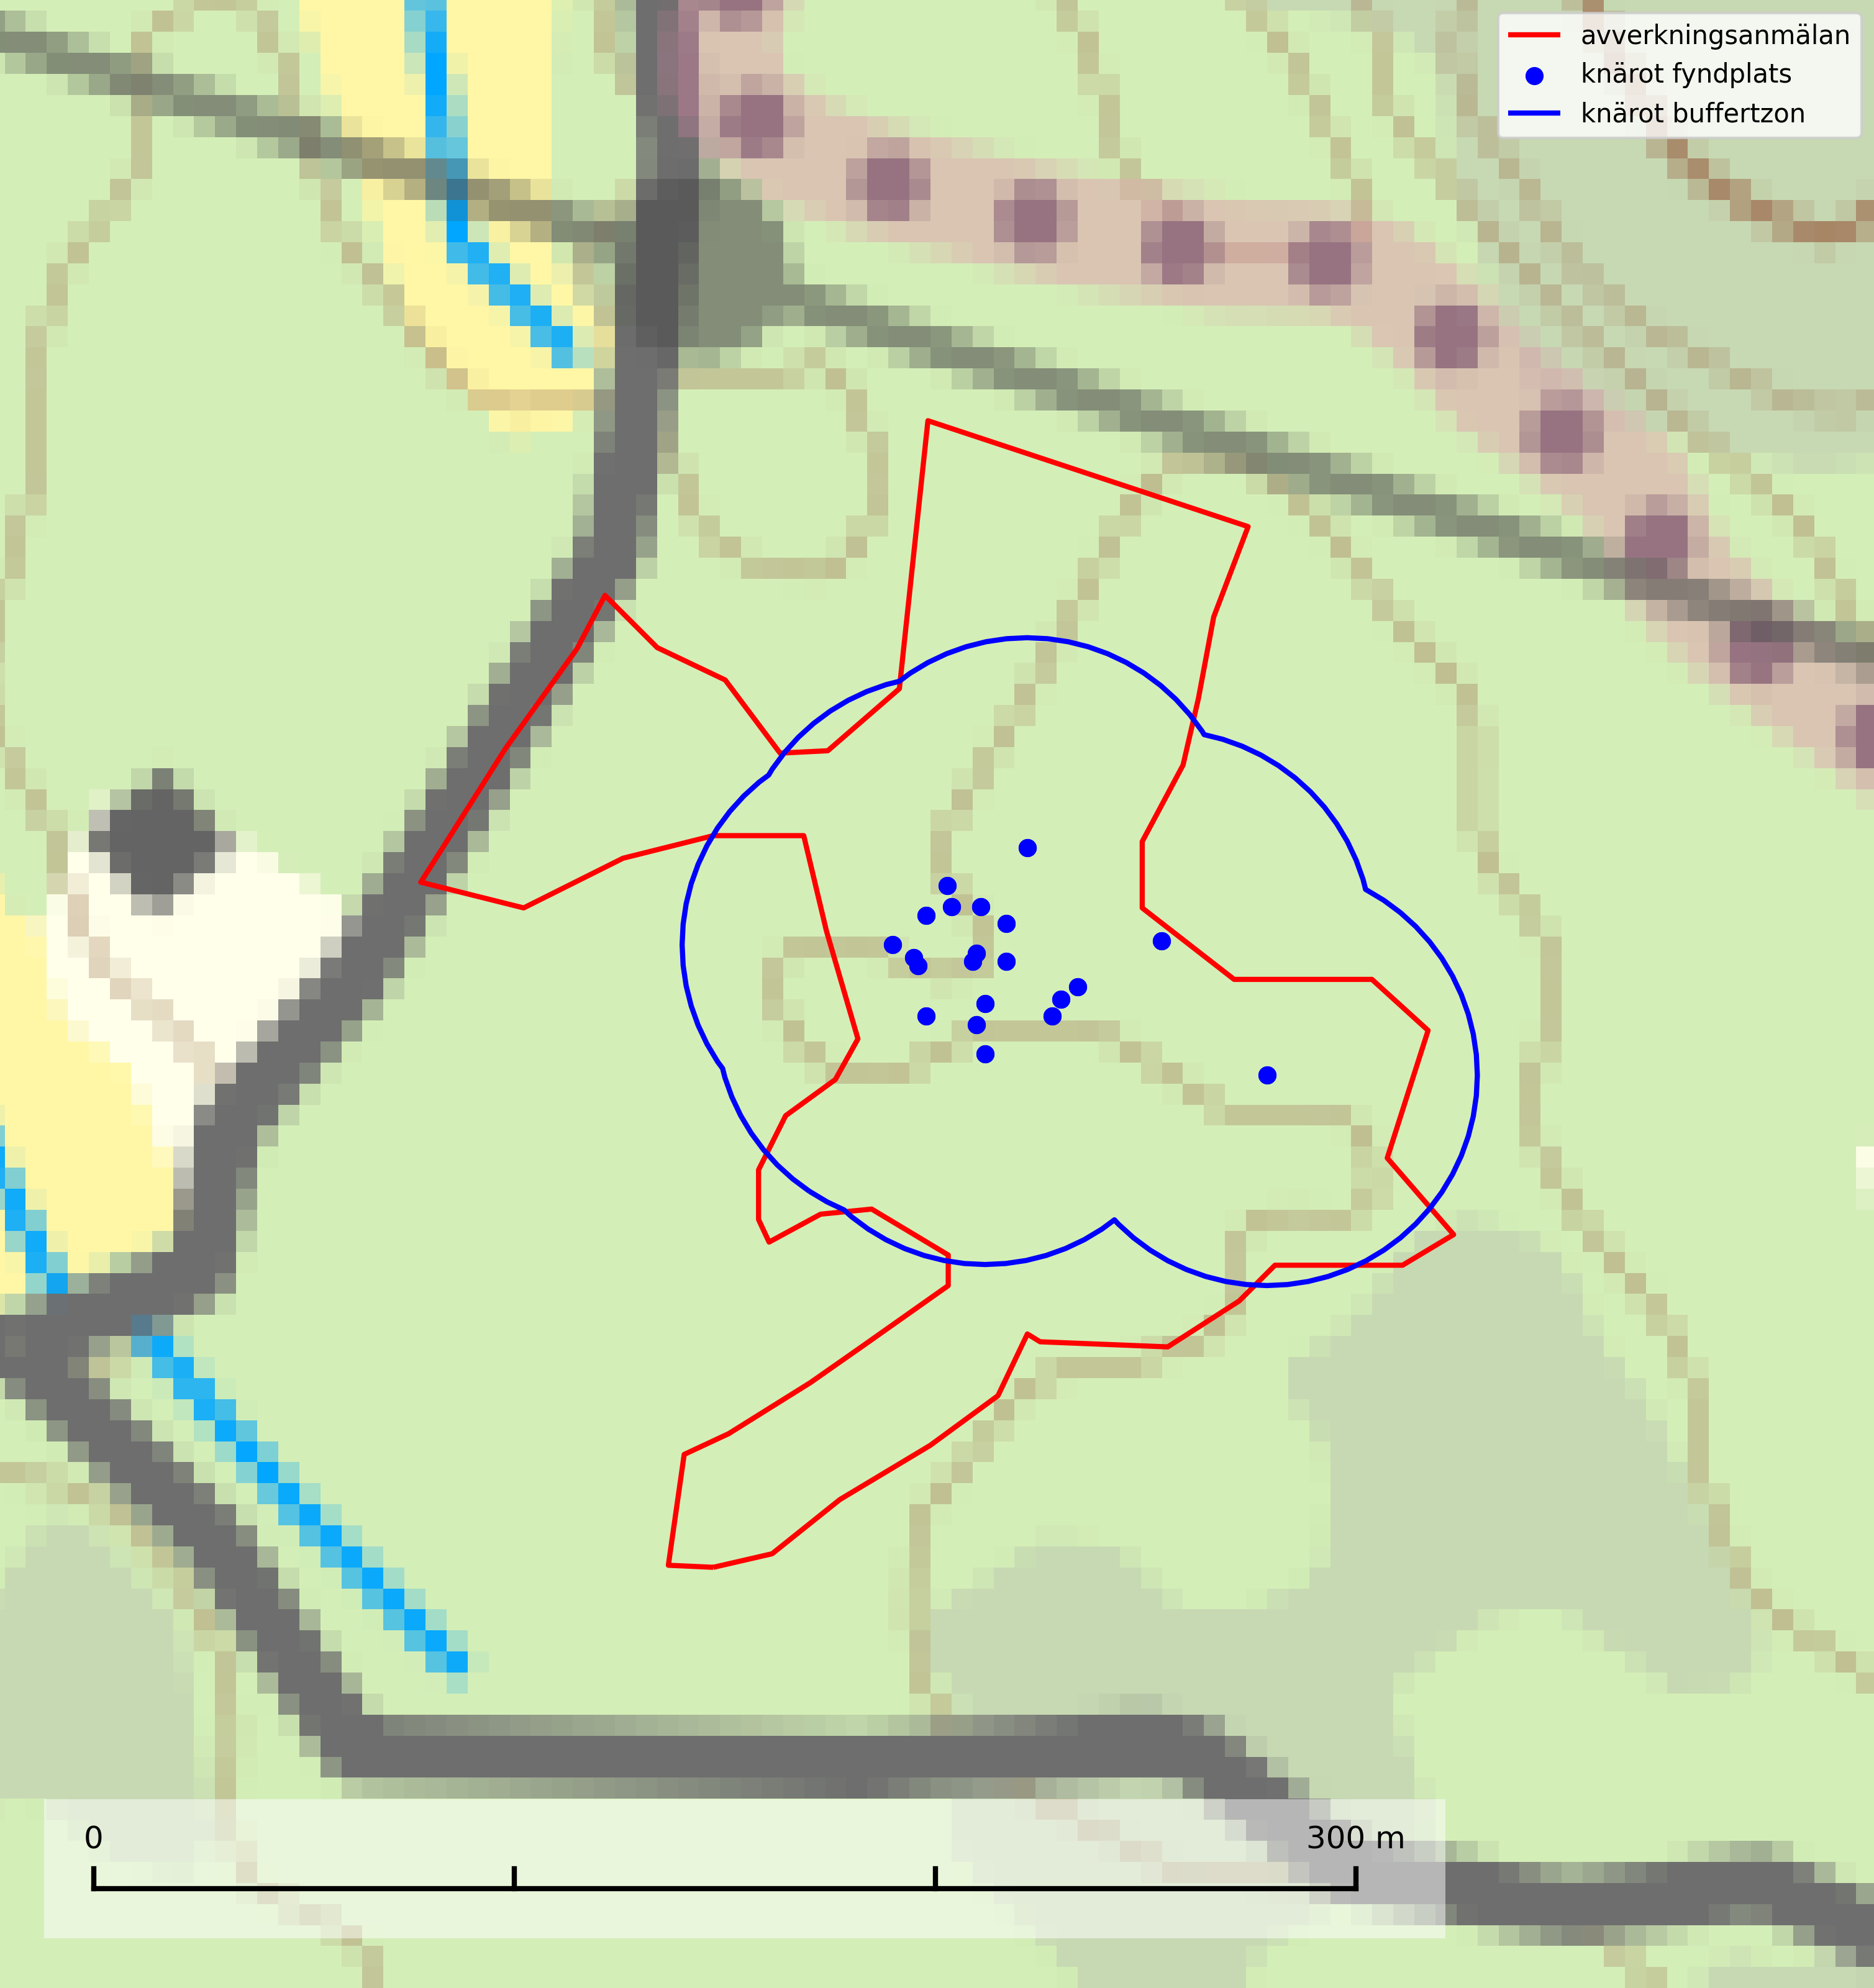 avverkningsanmälan
knärot fyndplats
knärot buffertzon
0 300 m